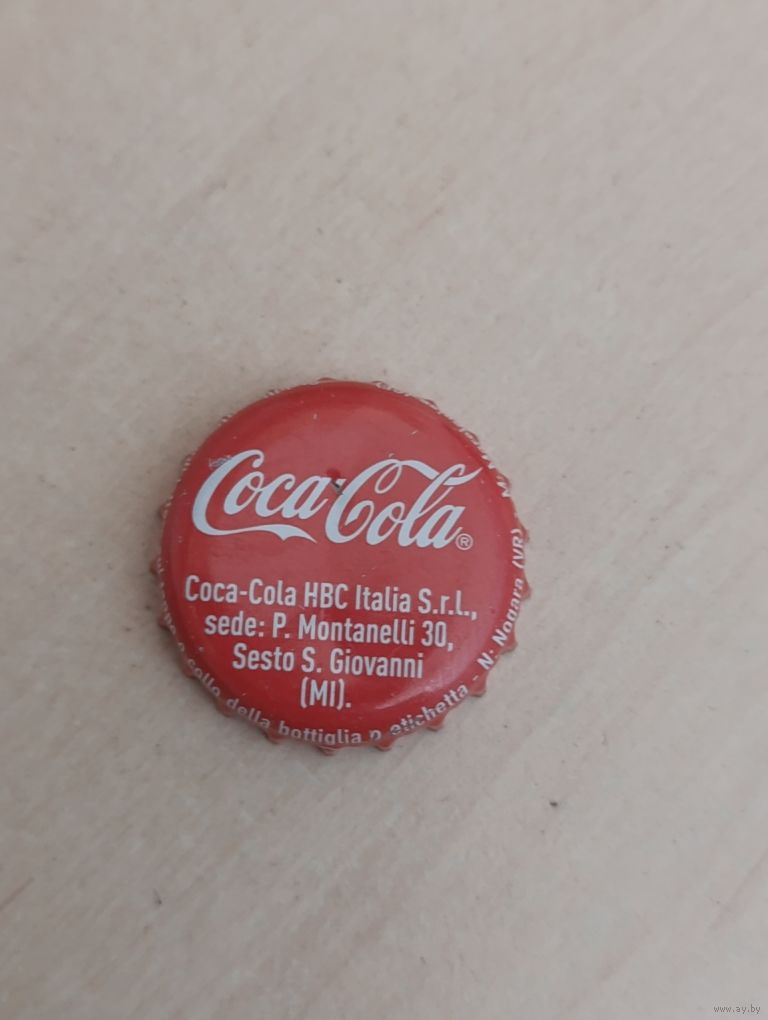 Coca-Cola®
Coca-Cola HBC Italia S.r.l.,
sede: P. Montanelli 30,
Sesto S. Giovanni
(MI).
collo della bottiglia o etichetta - N: Nogara (VR)
www.ay.by